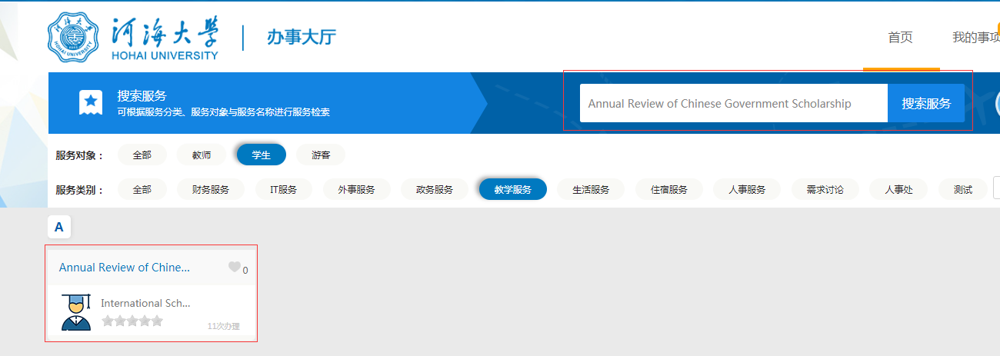 河海大学
HOHAI UNIVERSITY
办事大厅
首页
我的事项
搜索服务
可根据服务分类、服务对象与服务名称进行服务检索
Annual Review of Chinese Government Scholarship
搜索服务
服务对象： 全部 教师 学生 游客
服务类别： 全部 财务服务 IT服务 外事服务 政务服务 教学服务 生活服务 住宿服务 人事服务 需求讨论 人事处 测试
A
Annual Review of Chine...
0
International Sch...
11次办理